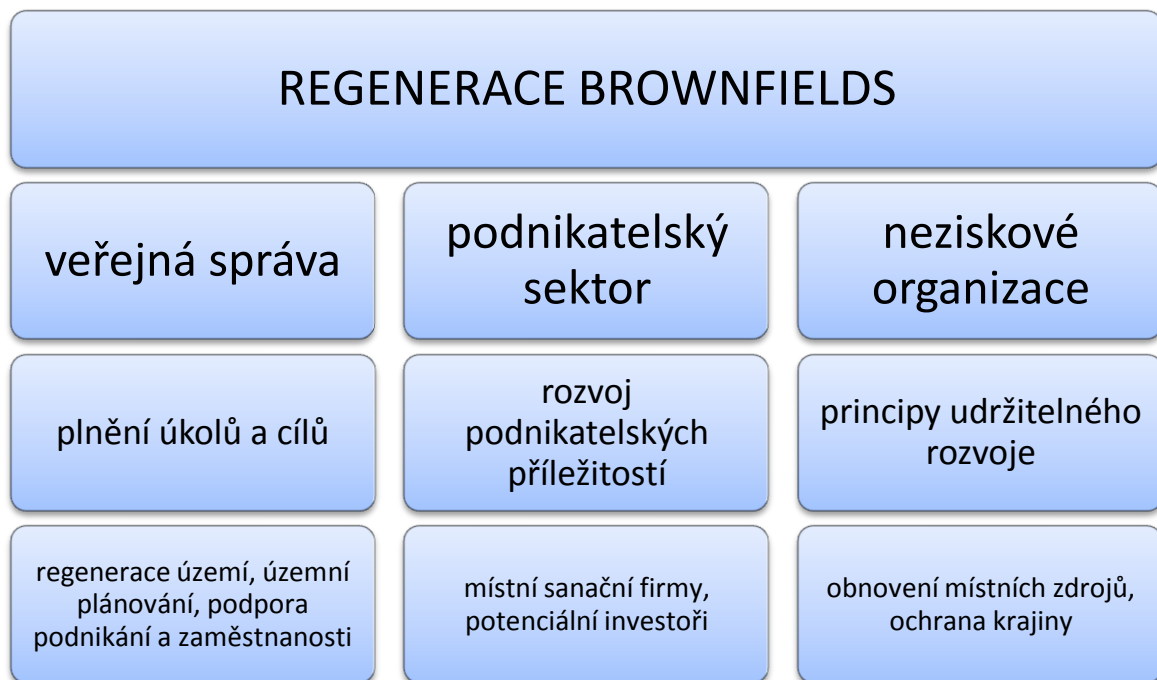 REGENERACE BROWNFIELDS
veřejná správa
podnikatelský
sektor
neziskové
organizace
plnění úkolů a cílů
rozvoj
podnikatelských
příležitostí
principy udržitelného
rozvoje
regenerace území, územní
plánování, podpora
podnikání a zaměstnanosti
místní sanační firmy,
potenciální investoři
obnovení místních zdrojů,
ochrana krajiny